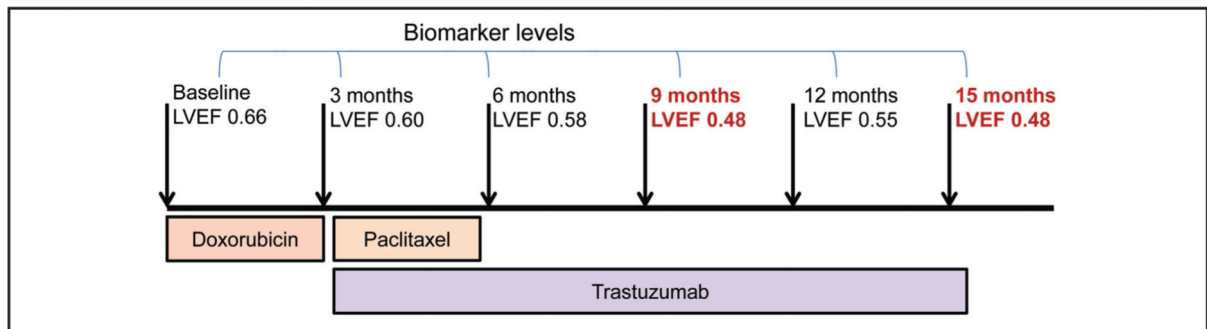 Biomarker levels
Baseline
LVEF 0.66
3 months
LVEF 0.60
6 months
LVEF 0.58
9 months
LVEF 0.48
12 months
LVEF 0.55
15 months
LVEF 0.48
Doxorubicin
Paclitaxel
Trastuzumab